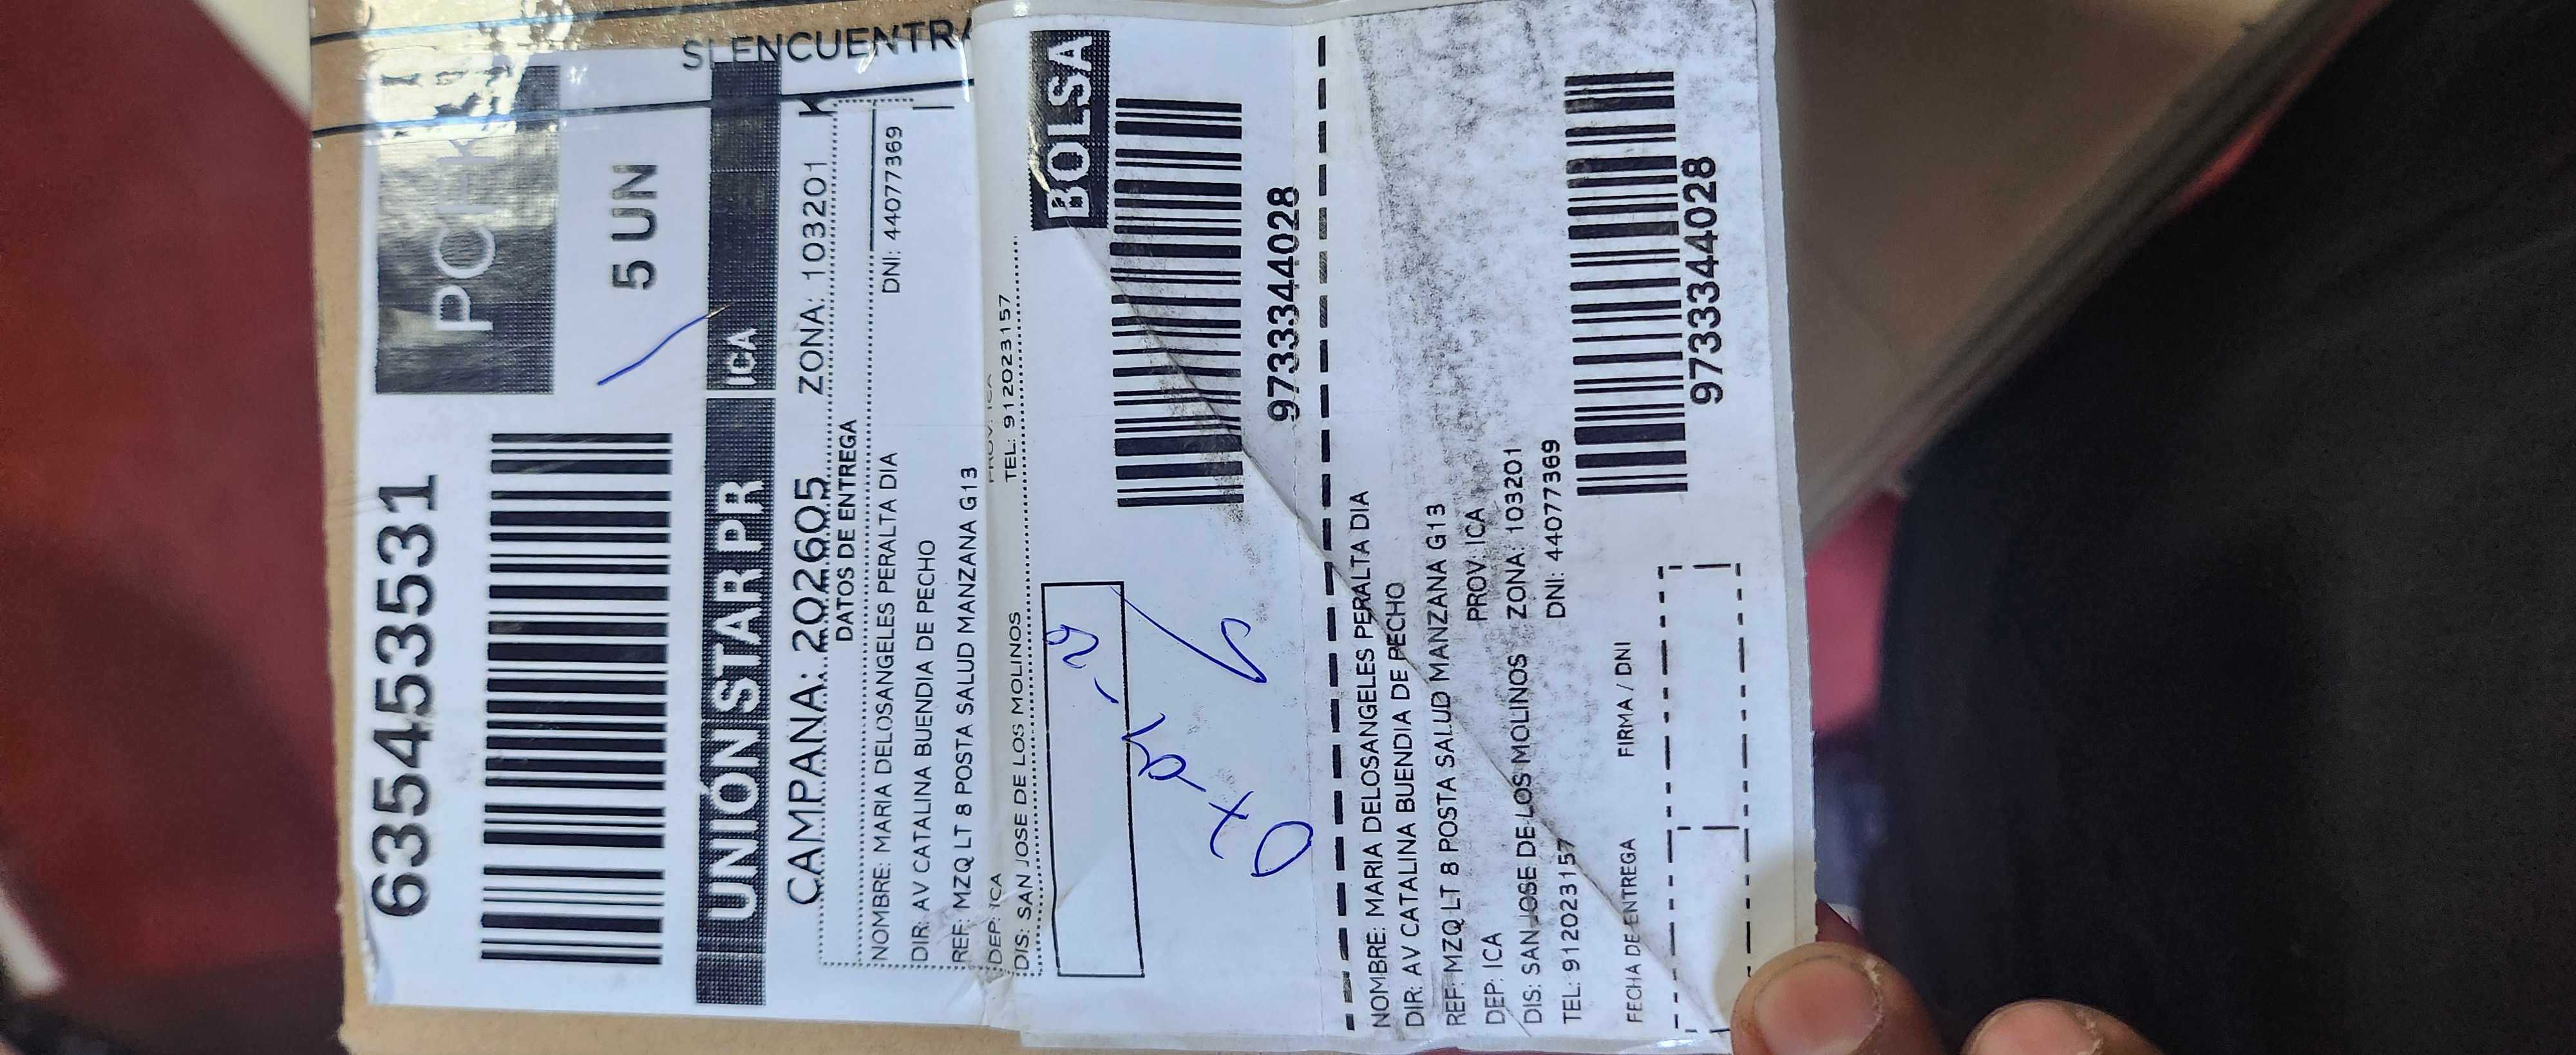 SI ENCUENTRA
6354453531
5 UN
UNIÓN STAR PR ICA
CAMPAÑA: 202605 ZONA: 103201
DATOS DE ENTREGA
NOMBRE: MARIA DELOSANGELES PERALTA DIA DNI: 44077369
DIR: AV CATALINA BUENDIA DE PECHO
REF: MZQ LT 8 POSTA SALUD MANZANA G13
DEP: ICA PROV: ICA
DIS: SAN JOSE DE LOS MOLINOS TEL: 912023157
BOLSA
9733344028
NOMBRE: MARIA DELOSANGELES PERALTA DIA
DIR: AV CATALINA BUENDIA DE PECHO
REF: MZQ LT 8 POSTA SALUD MANZANA G13
DEP: ICA PROV: ICA
DIS: SAN JOSE DE LOS MOLINOS ZONA: 103201
TEL: 912023157 DNI: 44077369
FECHA DE ENTREGA FIRMA / DNI
9733344028